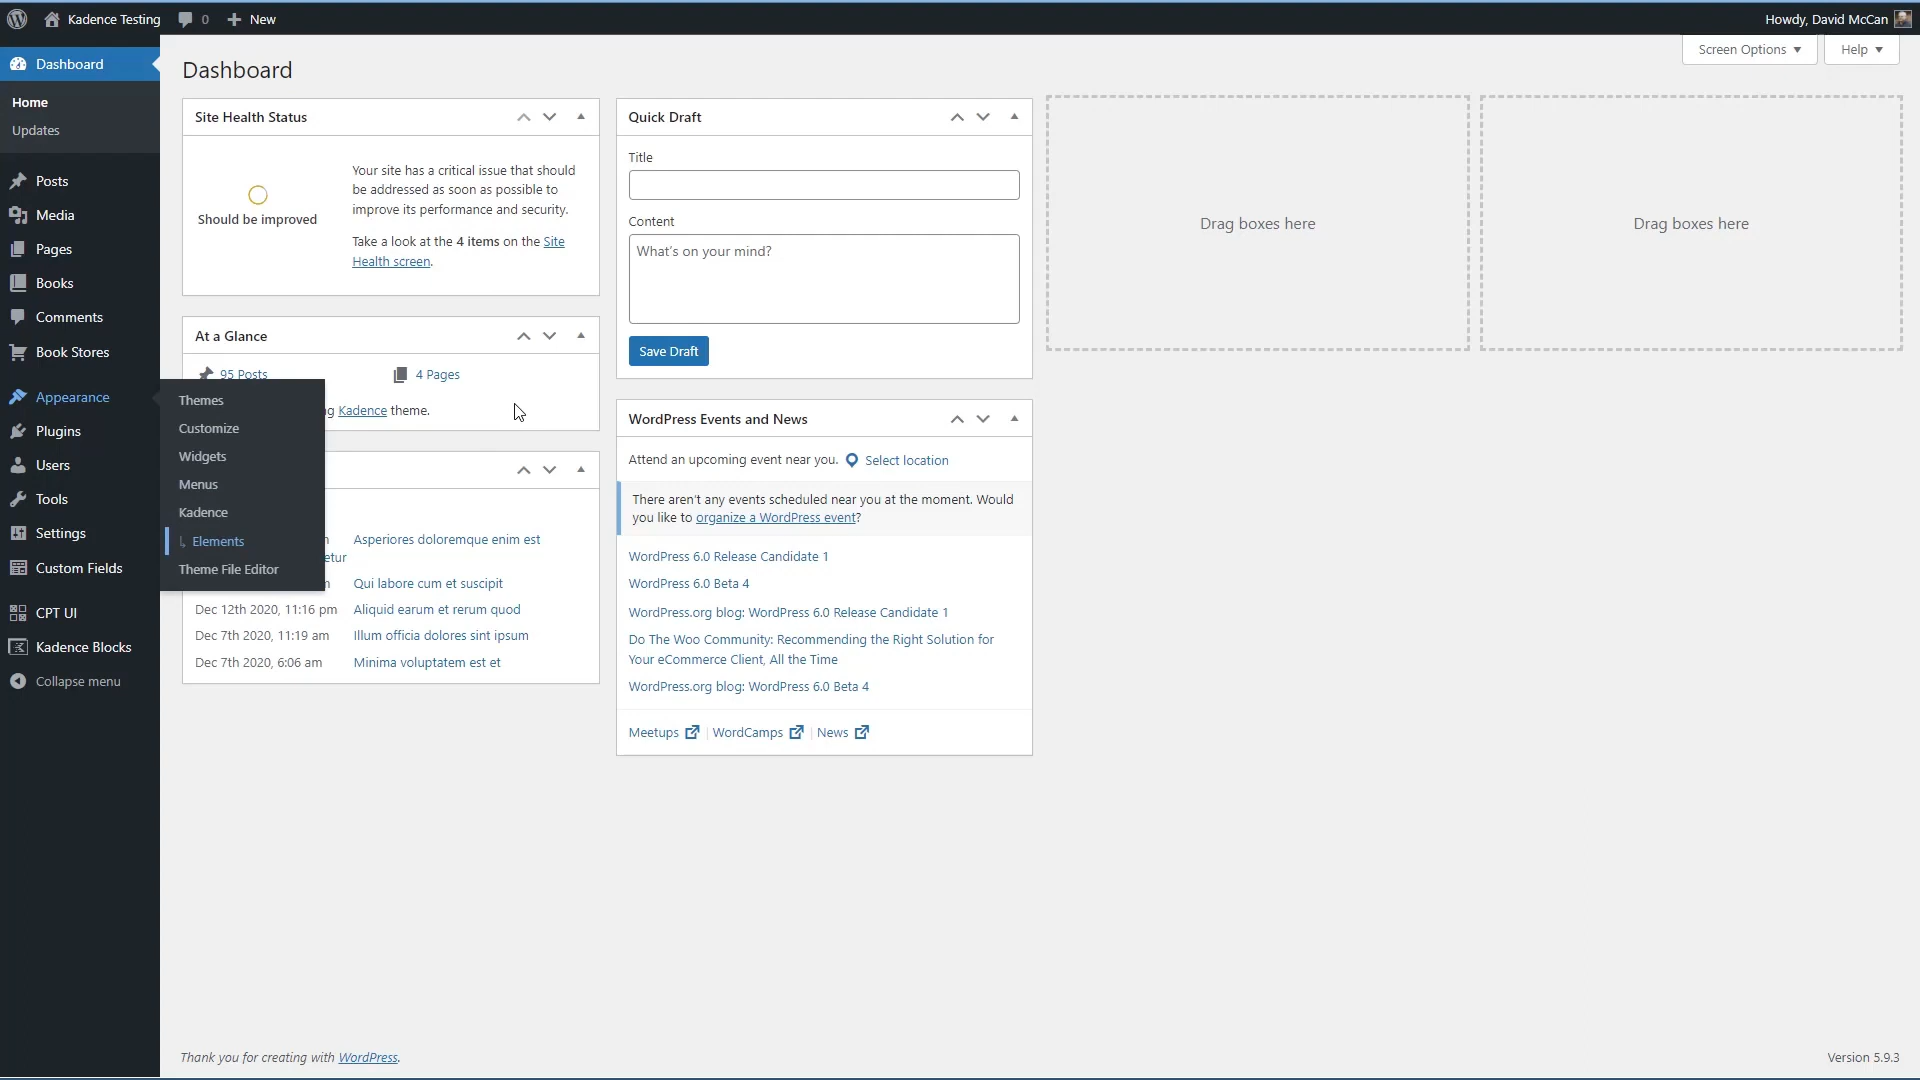 Kadence Testing
0
New
Howdy, David McCan
Screen Options
Help
Dashboard
Home
Updates
Posts
Media
Pages
Books
Comments
Book Stores
Appearance
Plugins
Users
Tools
Settings
Custom Fields
CPT UI
Kadence Blocks
Collapse menu
Themes
Customize
Widgets
Menus
Kadence
Elements
Theme File Editor
Dashboard
Site Health Status
Should be improved
Your site has a critical issue that should
be addressed as soon as possible to
improve its performance and security.
Take a look at the 4 items on the Site
Health screen.
At a Glance
95 Posts
4 Pages
Kadence theme.
Asperiores doloremque enim est
etur
Qui labore cum et suscipit
Dec 12th 2020, 11:16 pm Aliquid earum et rerum quod
Dec 7th 2020, 11:19 am Illum officia dolores sint ipsum
Dec 7th 2020, 6:06 am Minima voluptatem est et
Quick Draft
Title
Content
What's on your mind?
Save Draft
WordPress Events and News
Attend an upcoming event near you. Select location
There aren't any events scheduled near you at the moment. Would
you like to organize a WordPress event?
WordPress 6.0 Release Candidate 1
WordPress 6.0 Beta 4
WordPress.org blog: WordPress 6.0 Release Candidate 1
Do The Woo Community: Recommending the Right Solution for
Your eCommerce Client, All the Time
WordPress.org blog: WordPress 6.0 Beta 4
Meetups | WordCamps | News
Drag boxes here
Drag boxes here
Thank you for creating with WordPress.
Version 5.9.3